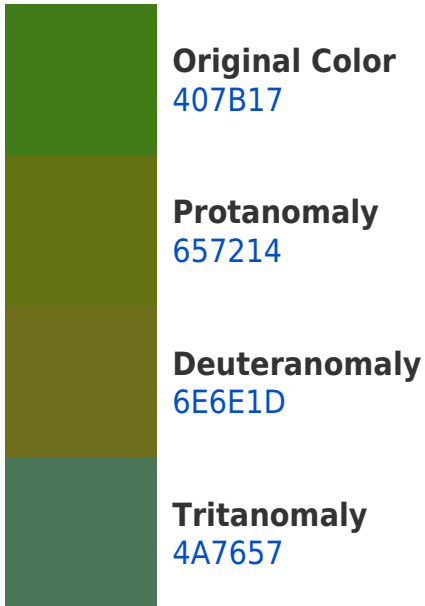 Original Color
407B17
Protanomaly
657214
Deuteranomaly
6E6E1D
Tritanomaly
4A7657